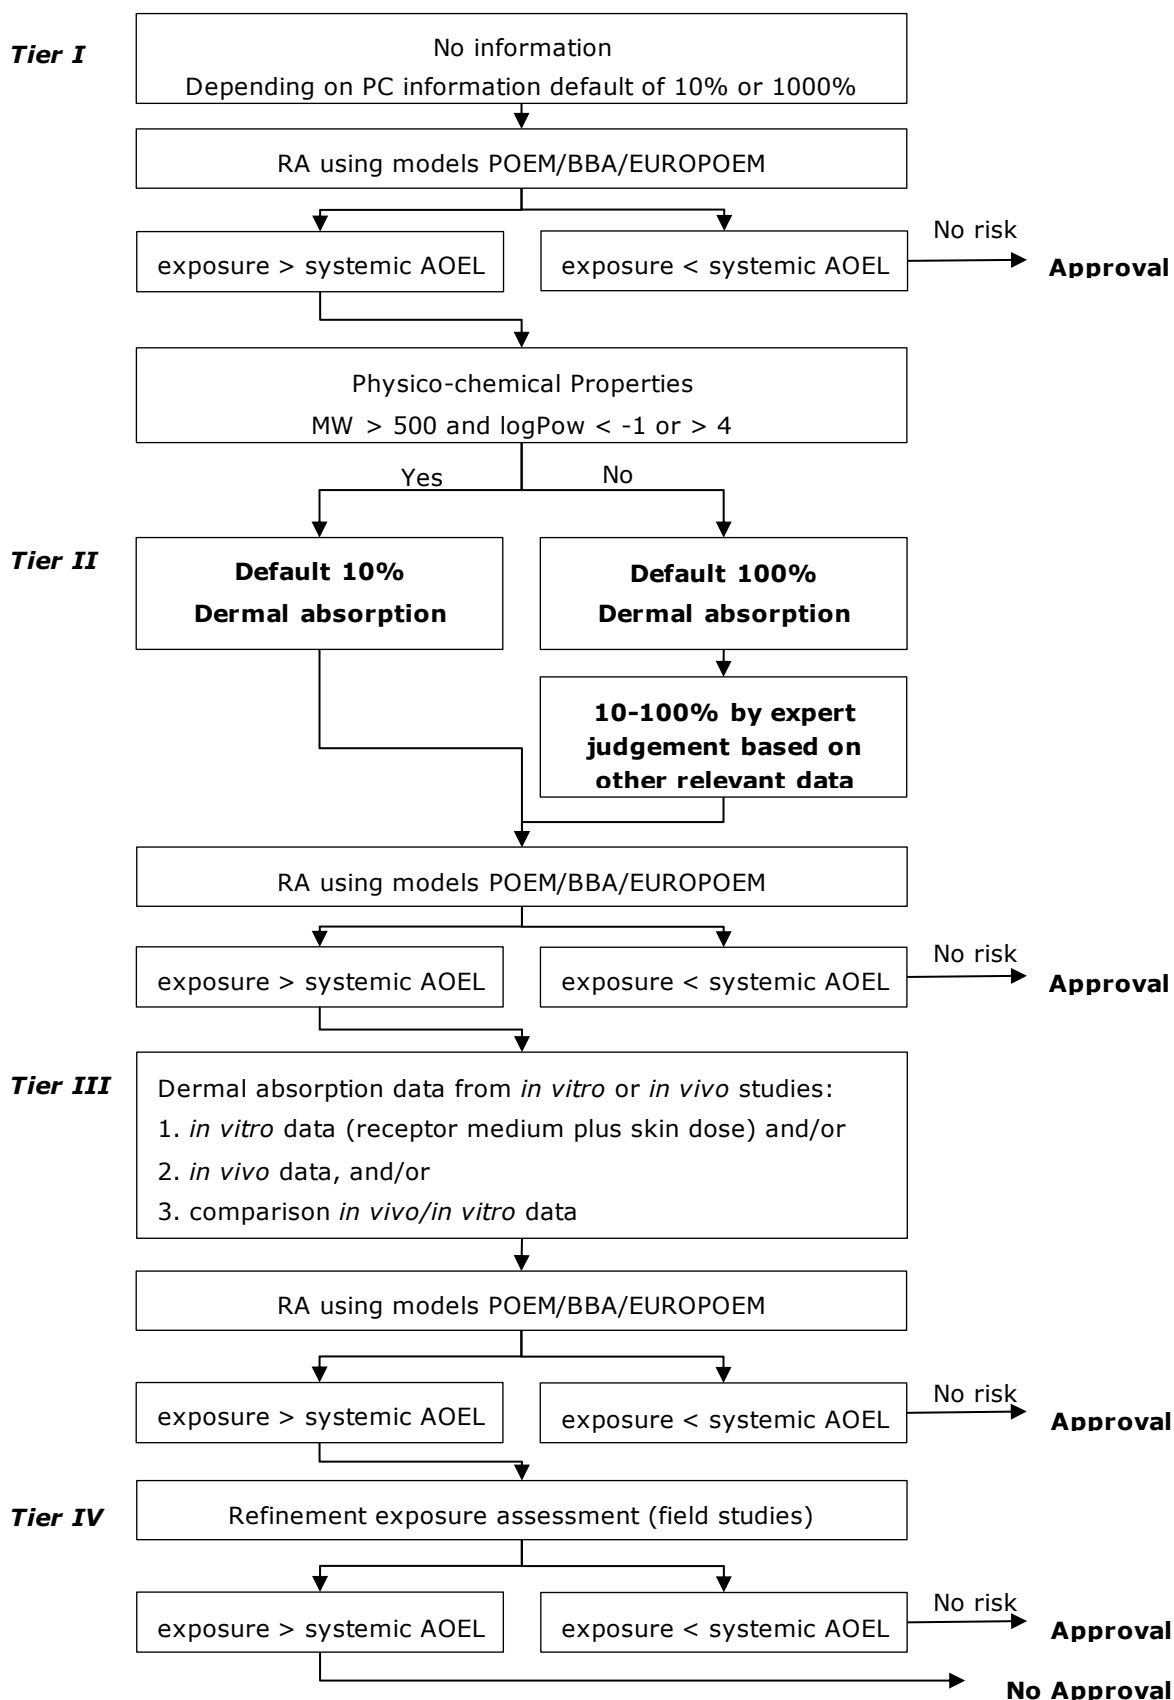 Tier I
No information
Depending on PC information default of 10% or 1000%
RA using models POEM/BBA/EUROPOEM
exposure > systemic AOEL
exposure < systemic AOEL
No risk
Approval
Physico-chemical Properties
MW > 500 and logPow < -1 or > 4
Yes
No
Tier II
Default 10%
Dermal absorption
Default 100%
Dermal absorption
10-100% by expert
judgement based on
other relevant data
RA using models POEM/BBA/EUROPOEM
exposure > systemic AOEL
exposure < systemic AOEL
No risk
Approval
Tier III
Dermal absorption data from in vitro or in vivo studies:
1. in vitro data (receptor medium plus skin dose) and/or
2. in vivo data, and/or
3. comparison in vivo/in vitro data
RA using models POEM/BBA/EUROPOEM
exposure > systemic AOEL
exposure < systemic AOEL
No risk
Approval
Tier IV
Refinement exposure assessment (field studies)
exposure > systemic AOEL
exposure < systemic AOEL
No risk
Approval
No Approval